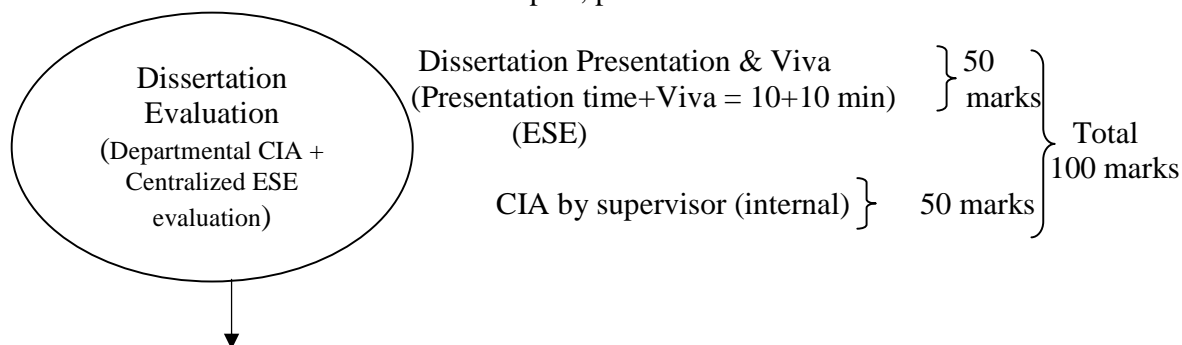 Dissertation
Evaluation
(Departmental CIA +
Centralized ESE
evaluation)
Dissertation Presentation & Viva
(Presentation time+Viva = 10+10 min)
(ESE)
50
marks
CIA by supervisor (internal)
50 marks
Total
100 marks